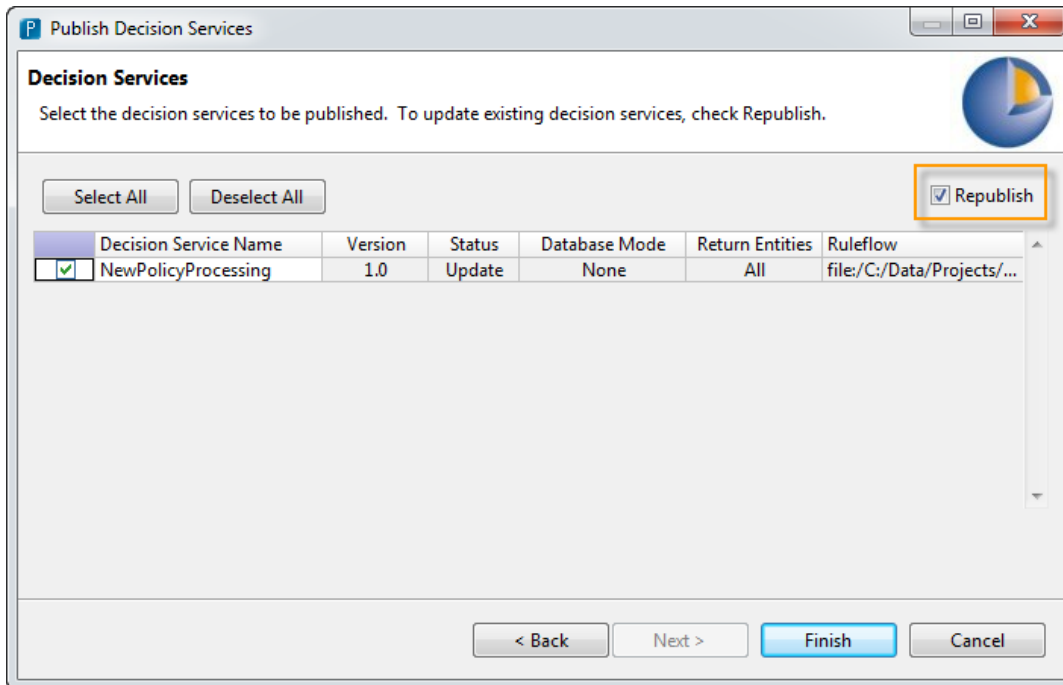 P Publish Decision Services
Decision Services
Select the decision services to be published. To update existing decision services, check Republish.
Select All Deselect All Republish
Decision Service Name Version Status Database Mode Return Entities Ruleflow
NewPolicyProcessing 1.0 Update None All file:/C:/Data/Projects/...
< Back Next > Finish Cancel